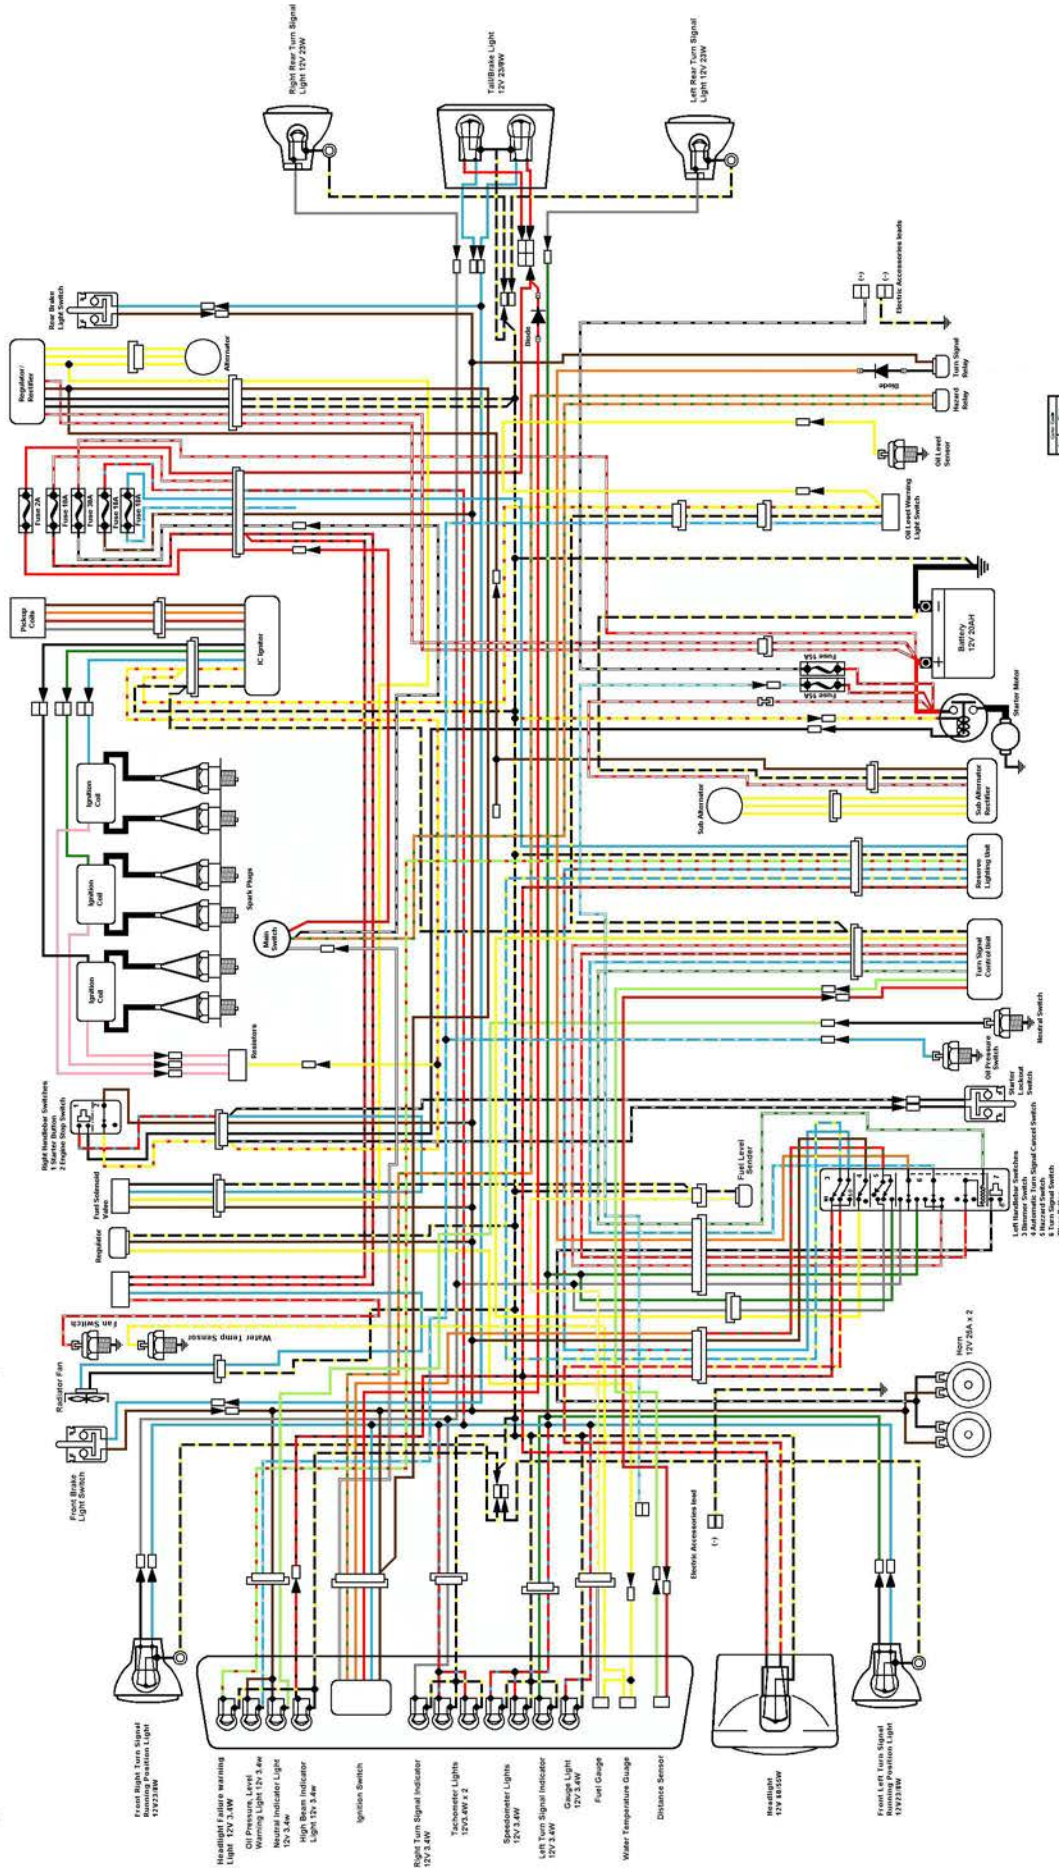 Right Rear Turn Signal
Light 12V 23W
Tail/Brake Light
12V 23/8W
Left Rear Turn Signal
Light 12V 23W
Rear Brake
Light Switch
Regulator/
Rectifier
Alternator
Diode
Electric Accessories leads
(+)
(-)
Turn Signal
Relay
Diode
Hazard
Relay
Oil Level
Sensor
Fuse 2A
Fuse 10A
Fuse 30A
Fuse 10A
Fuse 10A
Oil Level Warning
Light Switch
Pickup
Coils
IC Igniter
Battery
12V 20AH
Fuse 15A
Fuse 15A
Starter Motor
Ignition
Coil
Ignition
Coil
Ignition
Coil
Spark Plugs
Sub Alternator
Sub Alternator
Rectifier
Reserve
Lighting Unit
Main
Switch
Turn Signal
Control Unit
Neutral Switch
Oil Pressure
Switch
Resistors
Starter
Lockout
Switch
Right Handlebar Switches
1 Starter Button
2 Engine Stop Switch
1
2
Fuel Solenoid
Valve
Fuel Level
Sender
Regulator
3
4
5
6
7
Left Handlebar Switches
3 Dimmer Switch
4 Automatic Turn Signal Cancel Switch
5 Hazzard Switch
6 Turn Signal Switch
Fan Switch
Water Temp Sensor
Radiator Fan
Front Brake
Light Switch
Horn
12V 25A x 2
Electric Accessories lead
(-)
Front Right Turn Signal
Running Position Light
12V23/8W
Headlight Failure warning
Light 12V 3.4W
Oil Pressure, Level
Warning Light 12v 3.4w
Neutral Indicator Light
12v 3.4w
High Beam Indicator
Light 12v 3.4w
Ignition Switch
Right Turn Signal Indicator
12V 3.4W
Tachometer Lights
12V3.4W x 2
Speedometer Lights
12V 3.4W
Left Turn Signal Indicator
12V 3.4W
Gauge Light
12V 3.4W
Fuel Gauge
Water Temperature Guage
Distance Sensor
Headlight
12V 60/55W
Front Left Turn Signal
Running Position Light
12V23/8W